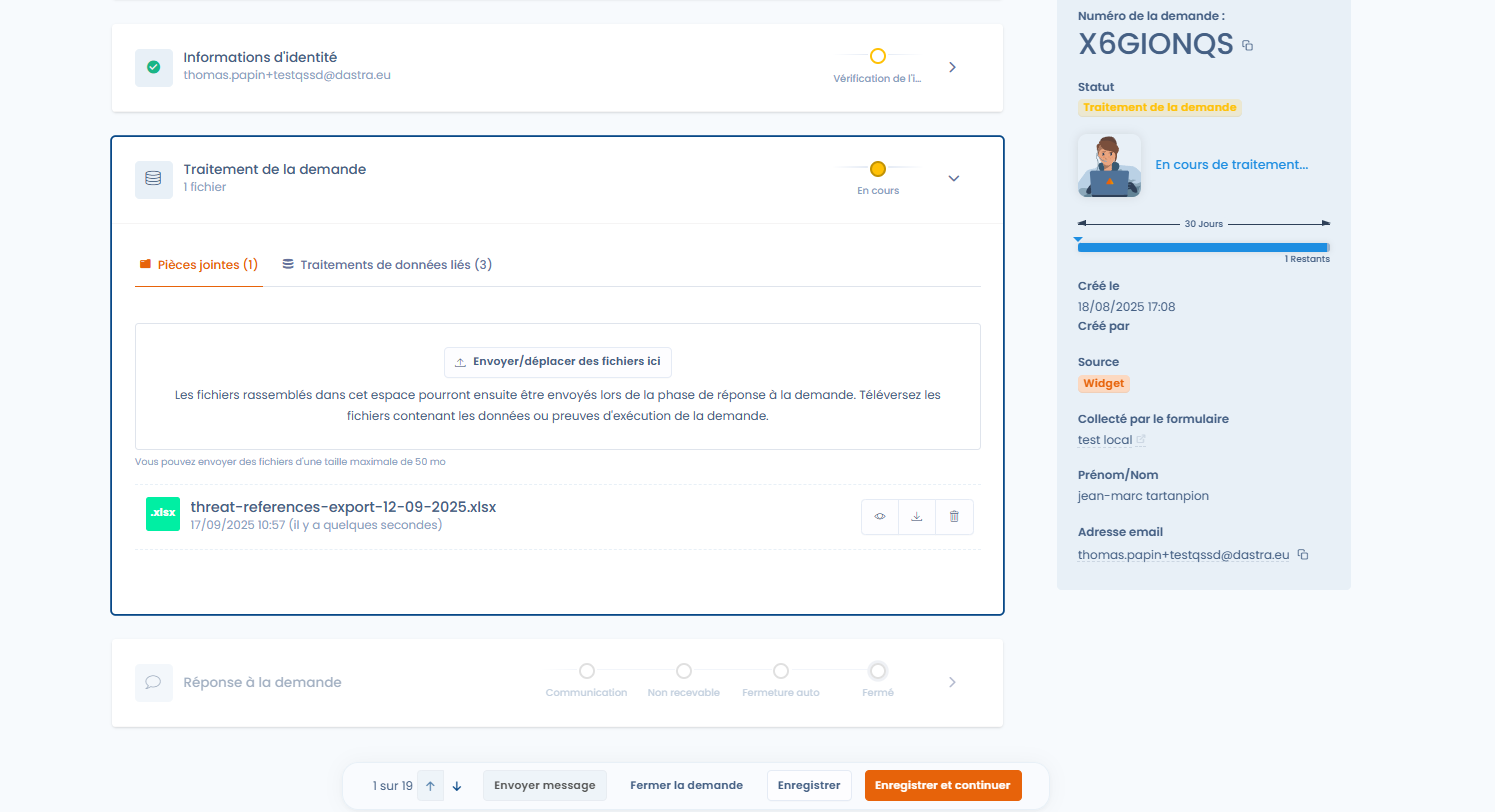 Informations d'identité
thomas.papin+testqssd@dastra.eu
Vérification de l'i...
Traitement de la demande
1 fichier
En cours
Pièces jointes (1)
Traitements de données liés (3)
Envoyer/déplacer des fichiers ici
Les fichiers rassemblés dans cet espace pourront ensuite être envoyés lors de la phase de réponse à la demande. Téléversez les
fichiers contenant les données ou preuves d'exécution de la demande.
Vous pouvez envoyer des fichiers d'une taille maximale de 50 mo
.xlsx
threat-references-export-12-09-2025.xlsx
17/09/2025 10:57 (il y a quelques secondes)
Réponse à la demande
Communication
Non recevable
Fermeture auto
Fermé
Numéro de la demande :
X6GIONQS
Statut
Traitement de la demande
En cours de traitement...
30 Jours
1 Restants
Créé le
18/08/2025 17:08
Créé par
Source
Widget
Collecté par le formulaire
test local
Prénom/Nom
jean-marc tartanpion
Adresse email
thomas.papin+testqssd@dastra.eu
1 sur 19
Envoyer message
Fermer la demande
Enregistrer
Enregistrer et continuer